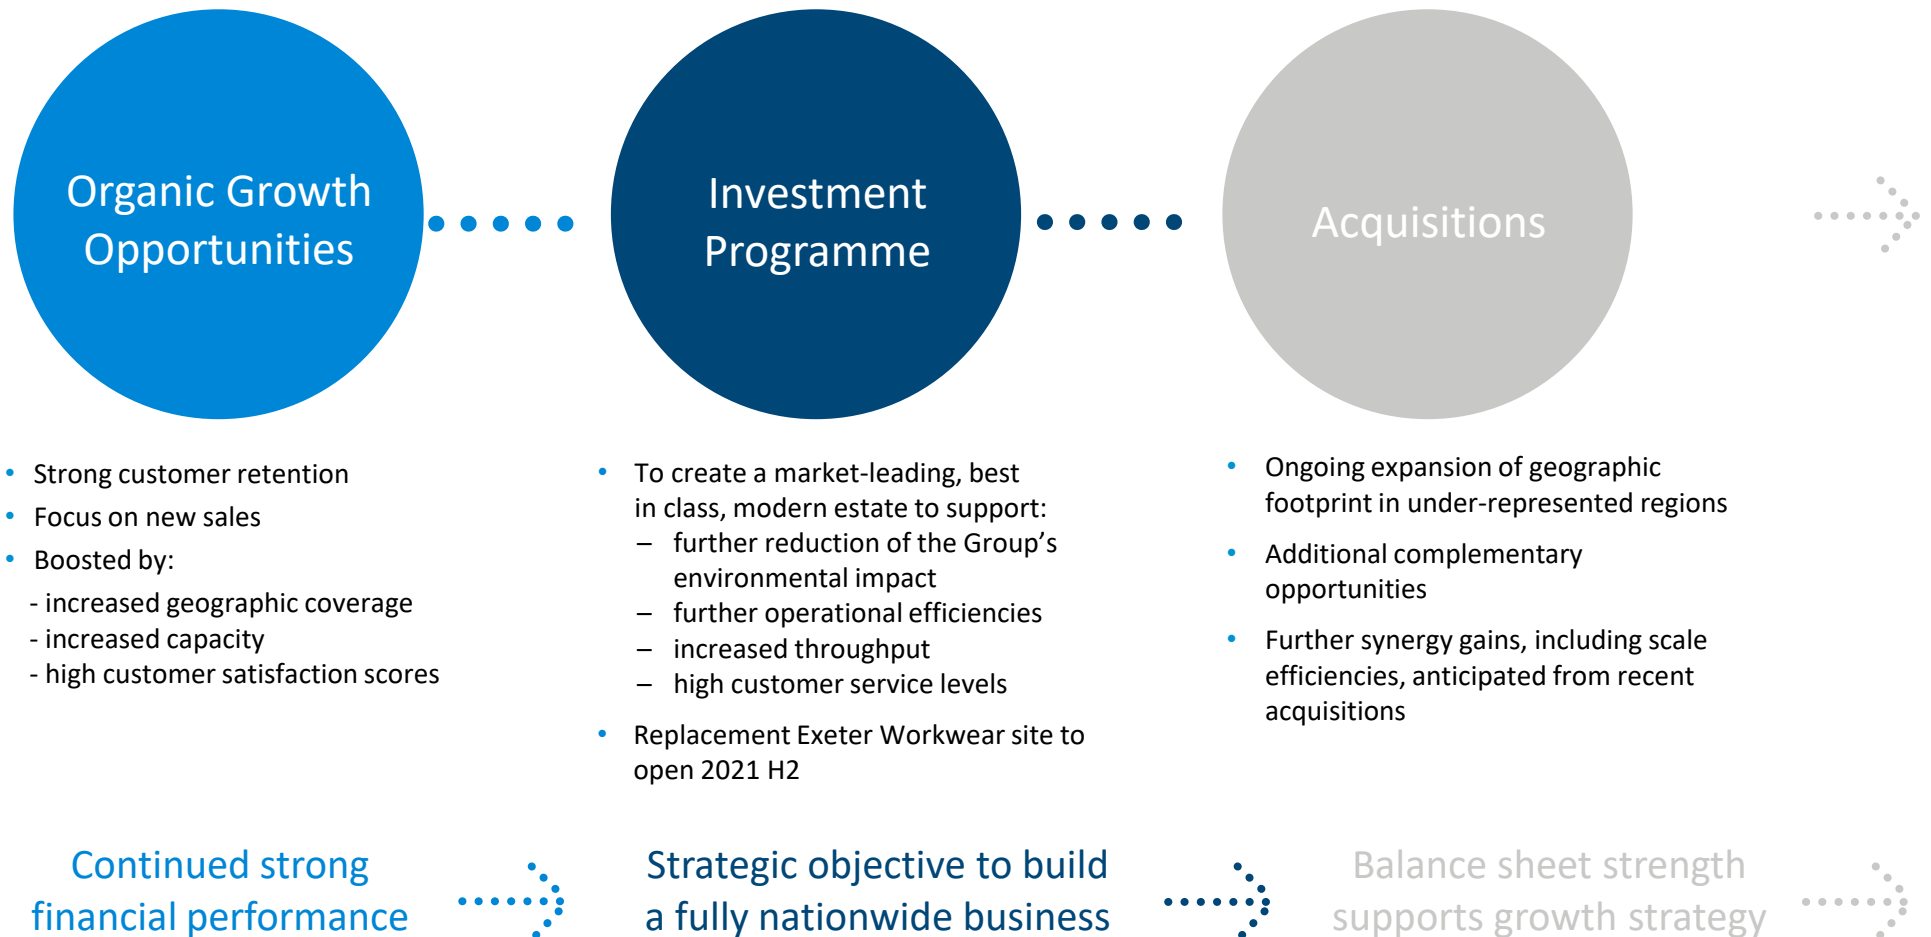 Organic Growth
Opportunities
Investment
Programme
Acquisitions
• Strong customer retention
• Focus on new sales
• Boosted by:
- increased geographic coverage
- increased capacity
- high customer satisfaction scores
• To create a market-leading, best
in class, modern estate to support:
– further reduction of the Group’s
environmental impact
– further operational efficiencies
– increased throughput
– high customer service levels
• Replacement Exeter Workwear site to
open 2021 H2
• Ongoing expansion of geographic
footprint in under-represented regions
• Additional complementary
opportunities
• Further synergy gains, including scale
efficiencies, anticipated from recent
acquisitions
Continued strong
financial performance
Strategic objective to build
a fully nationwide business
Balance sheet strength
supports growth strategy